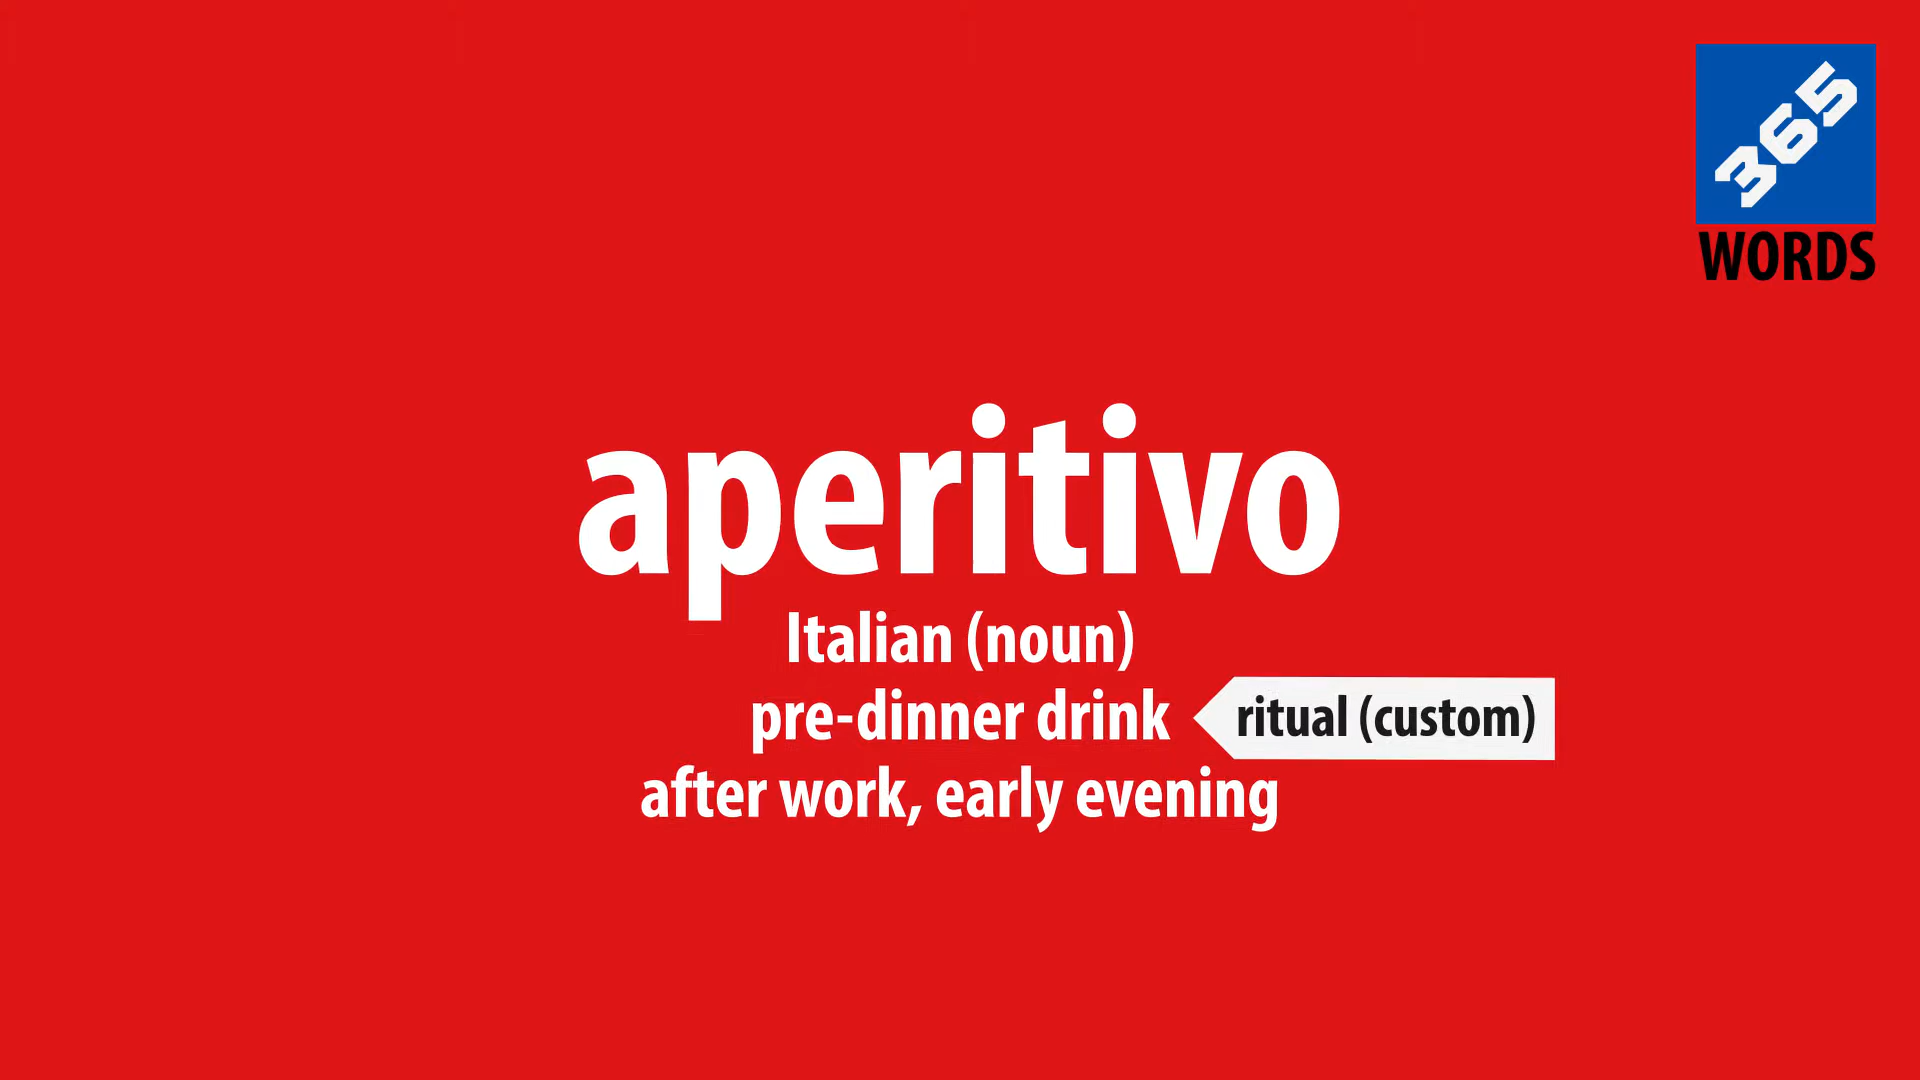 365
WORDS
aperitivo
Italian (noun)
pre-dinner drink
ritual (custom)
after work, early evening